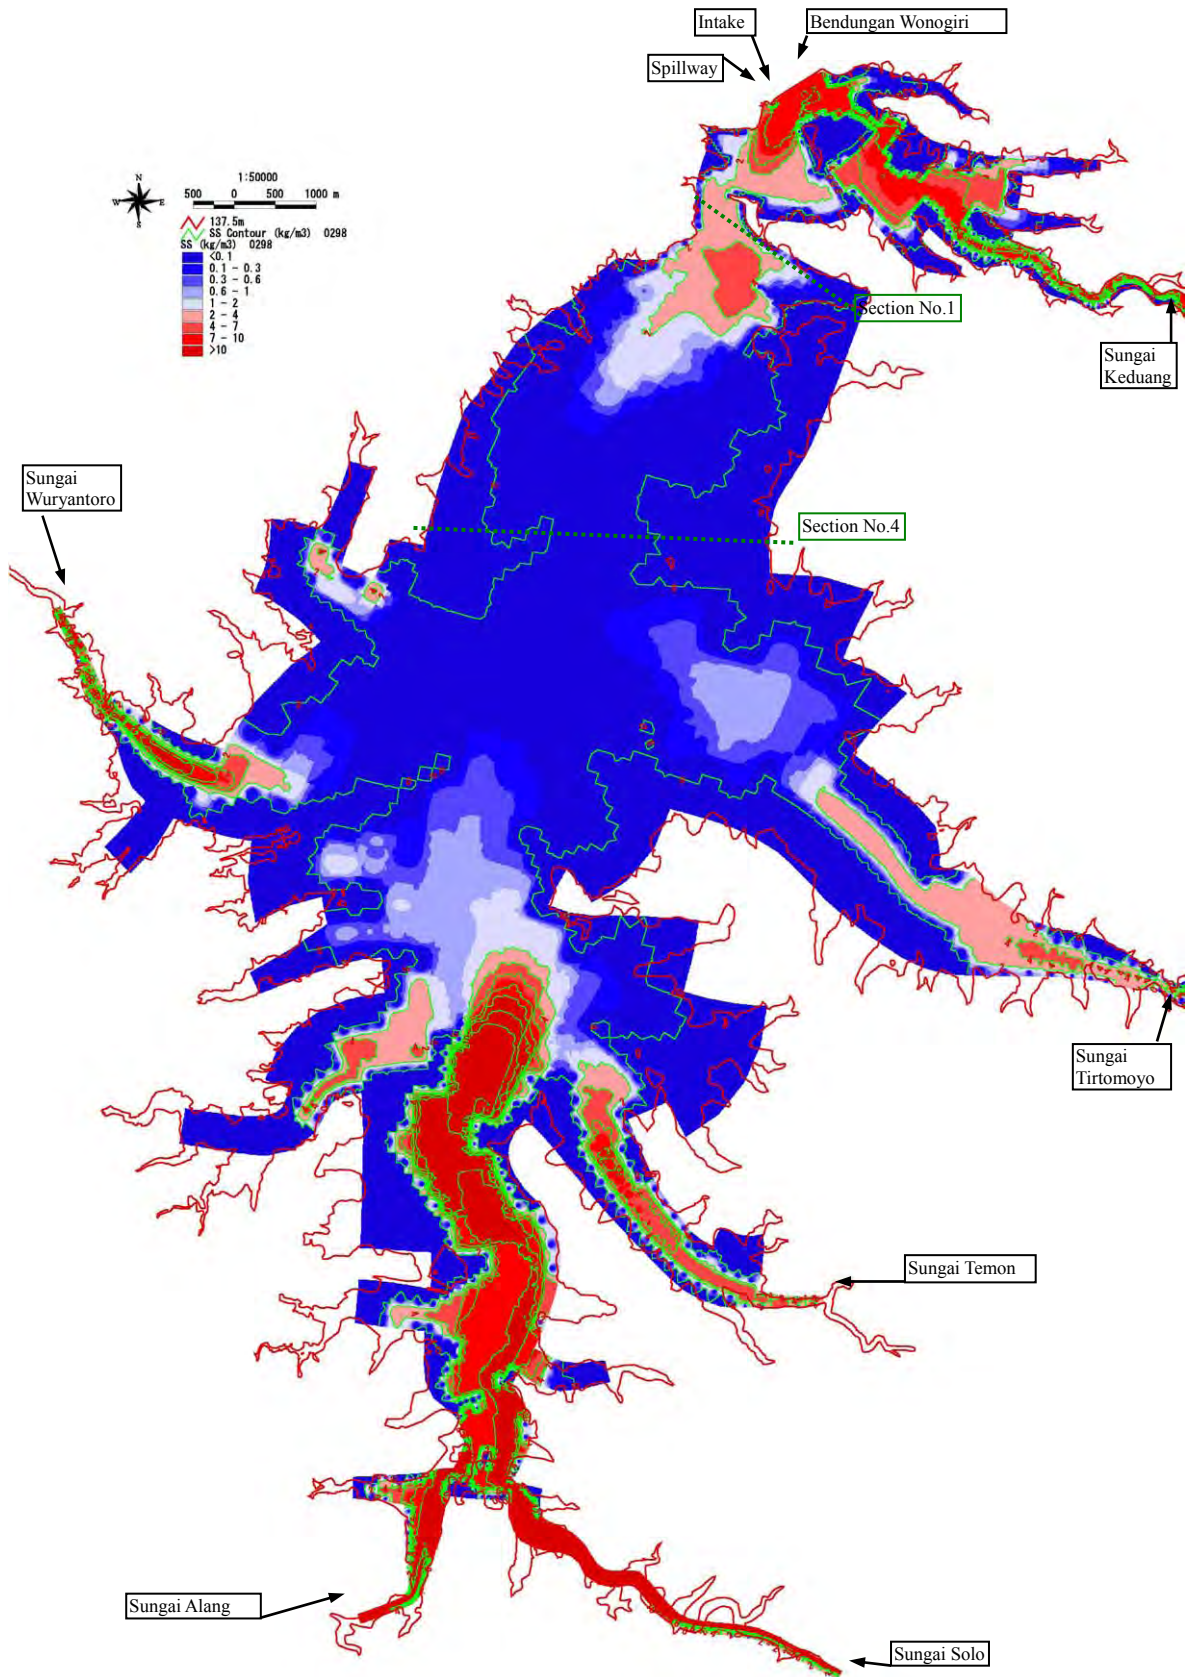 Intake
Bendungan Wonogiri
Spillway
N
W
E
S
1:50000
500 0 500 1000 m
137.5m
SS Contour (kg/m3) 0298
SS (kg/m3) 0298
<0.1
0.1 - 0.3
0.3 - 0.6
0.6 - 1
1 - 2
2 - 4
4 - 7
7 - 10
>10
Section No.1
Sungai
Keduang
Sungai
Wuryantoro
Section No.4
Sungai
Tirtomoyo
Sungai Temon
Sungai Alang
Sungai Solo